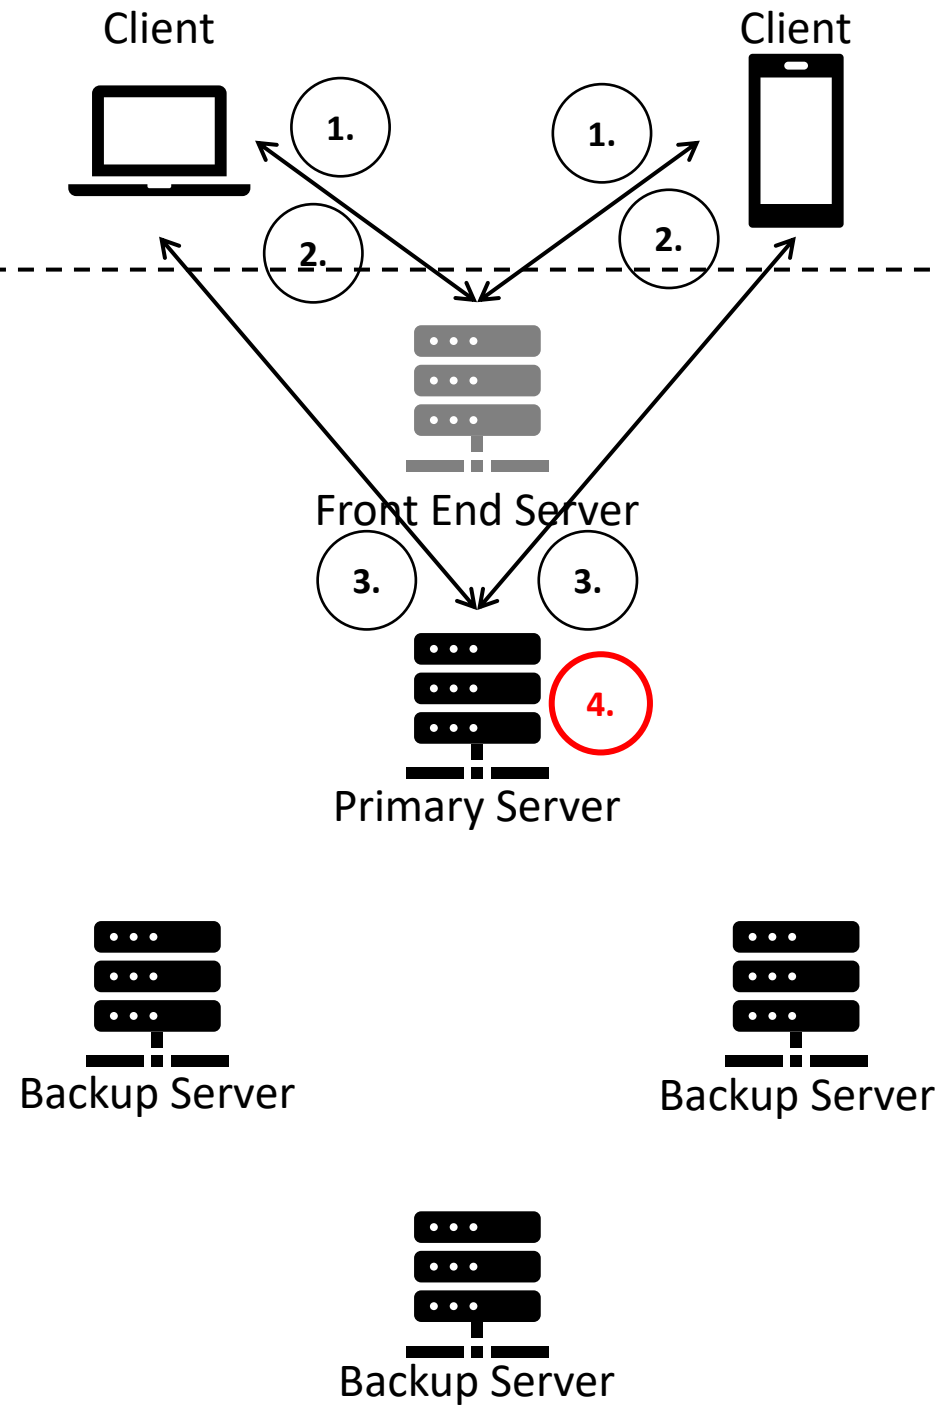 Client
Client
1.
1.
2.
2.
Front End Server
3.
3.
4.
Primary Server
Backup Server
Backup Server
Backup Server